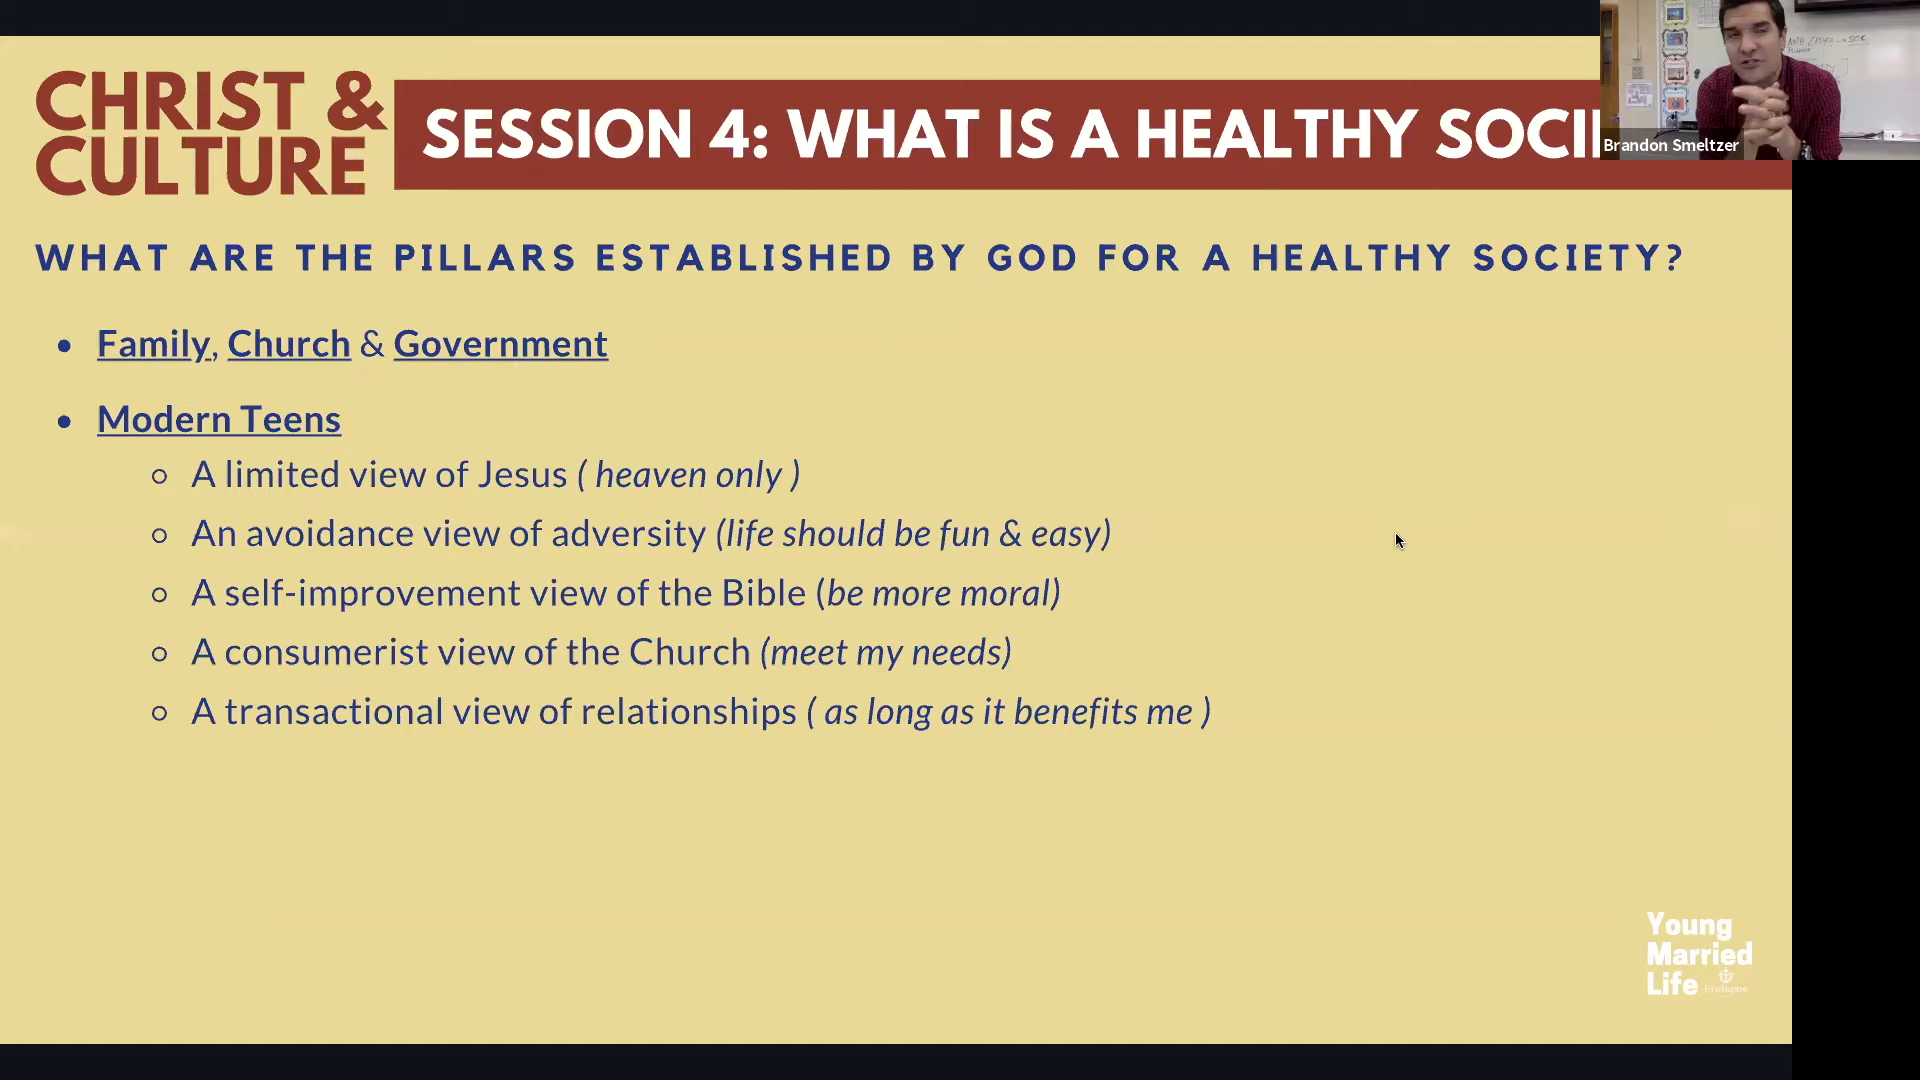 CHRIST &
CULTURE
SESSION 4: WHAT IS A HEALTHY SOCI
Brandon Smeltzer
WHAT ARE THE PILLARS ESTABLISHED BY GOD FOR A HEALTHY SOCIETY?
• Family, Church & Government
• Modern Teens
○ A limited view of Jesus ( heaven only )
○ An avoidance view of adversity (life should be fun & easy)
○ A self-improvement view of the Bible (be more moral)
○ A consumerist view of the Church (meet my needs)
○ A transactional view of relationships ( as long as it benefits me )
Young
Married
Life
First Baptist